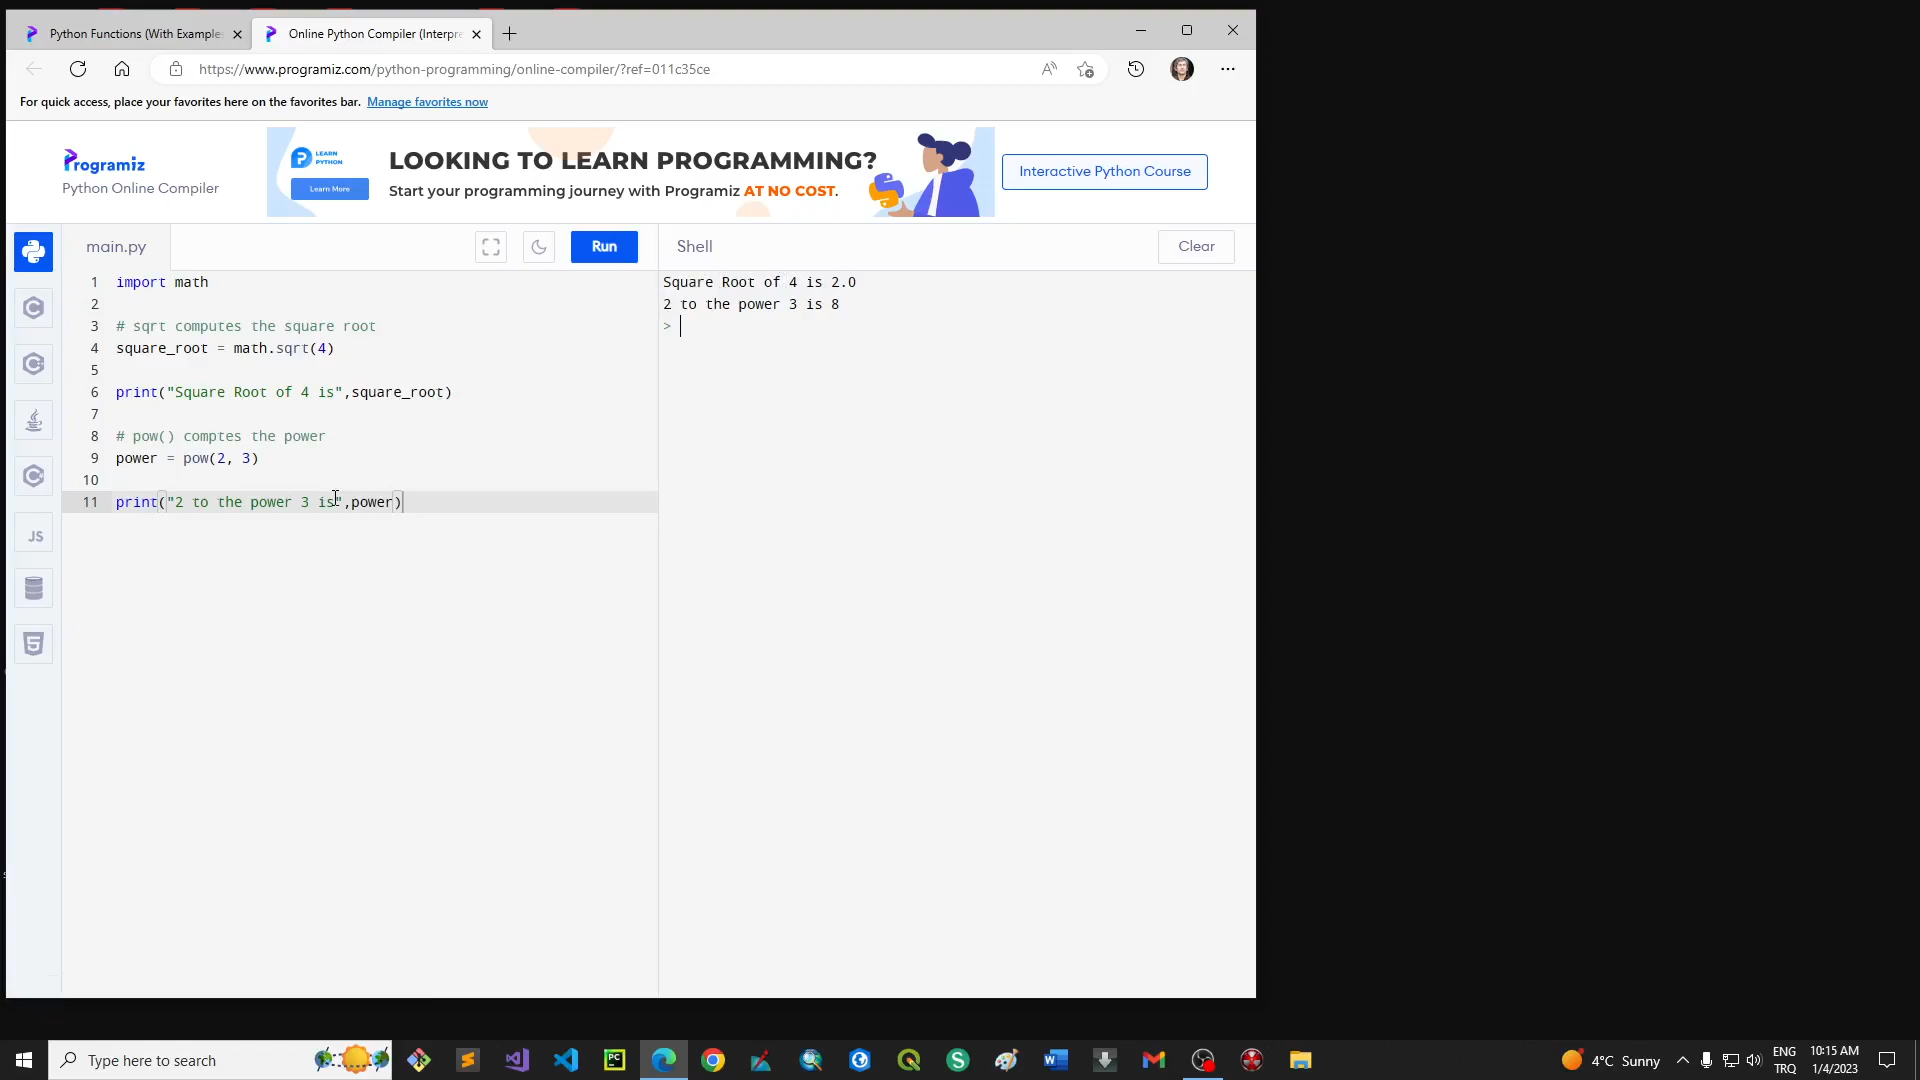 Python Functions (With Example
Online Python Compiler (Interpre
https://www.programiz.com/python-programming/online-compiler/?ref=011c35ce
For quick access, place your favorites here on the favorites bar. Manage favorites now
Programiz
Python Online Compiler
LEARN
PYTHON
Learn More
LOOKING TO LEARN PROGRAMMING?
Start your programming journey with Programiz AT NO COST.
Interactive Python Course
main.py
Run
Shell
Clear
1 import math
2
3 # sqrt computes the square root
4 square_root = math.sqrt(4)
5
6 print("Square Root of 4 is",square_root)
7
8 # pow() comptes the power
9 power = pow(2, 3)
10
11 print("2 to the power 3 is",power)
Square Root of 4 is 2.0
2 to the power 3 is 8
>
JS
Type here to search
4°C Sunny
ENG
TRQ
10:15 AM
1/4/2023